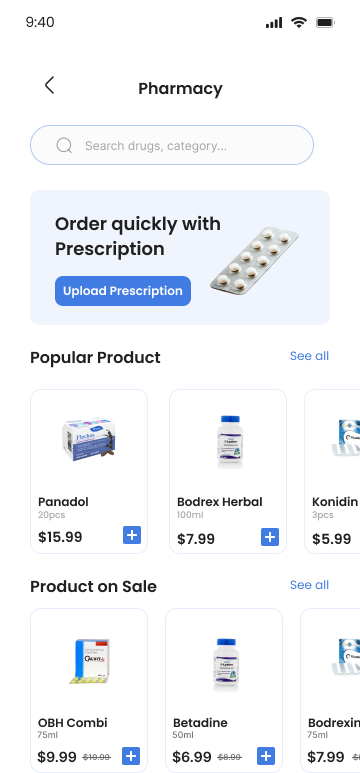 9:40
Pharmacy
Search drugs, category...
Order quickly with
Prescription
Upload Prescription
Popular Product
See all
Panadol
20pcs
$15.99
Bodrex Herbal
100ml
$7.99
Konidin
3pcs
$5.99
Product on Sale
See all
OBH Combi
75ml
$9.99 $10.99
Betadine
50ml
$6.99 $8.99
Bodrexin
75ml
$7.99